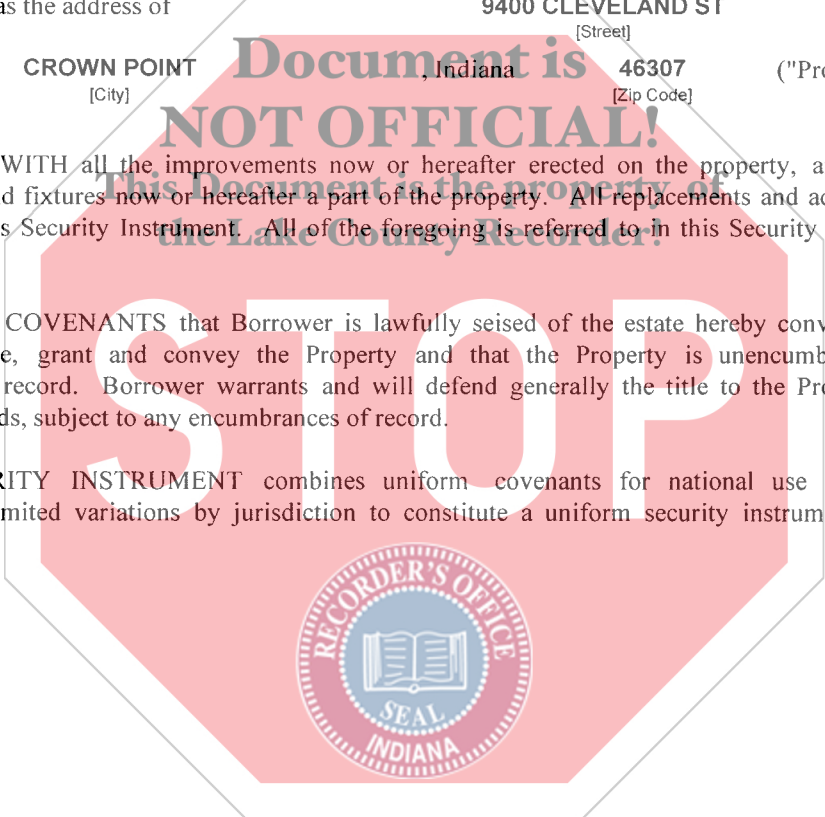 as the address of 9400 CLEVELAND ST
[Street]
CROWN POINT , Indiana 46307 ("Pro
[City] [Zip Code]
Document is
NOT OFFICIAL!
This Document is the property of
the Lake County Recorder!
WITH all the improvements now or hereafter erected on the property, a
d fixtures now or hereafter a part of the property. All replacements and ac
s Security Instrument. All of the foregoing is referred to in this Security
COVENANTS that Borrower is lawfully seised of the estate hereby conv
e, grant and convey the Property and that the Property is unencumb
record. Borrower warrants and will defend generally the title to the Pro
ds, subject to any encumbrances of record.
RITY INSTRUMENT combines uniform covenants for national use
mited variations by jurisdiction to constitute a uniform security instrum
STOP
RECORDER'S OFFICE
SEAL
INDIANA